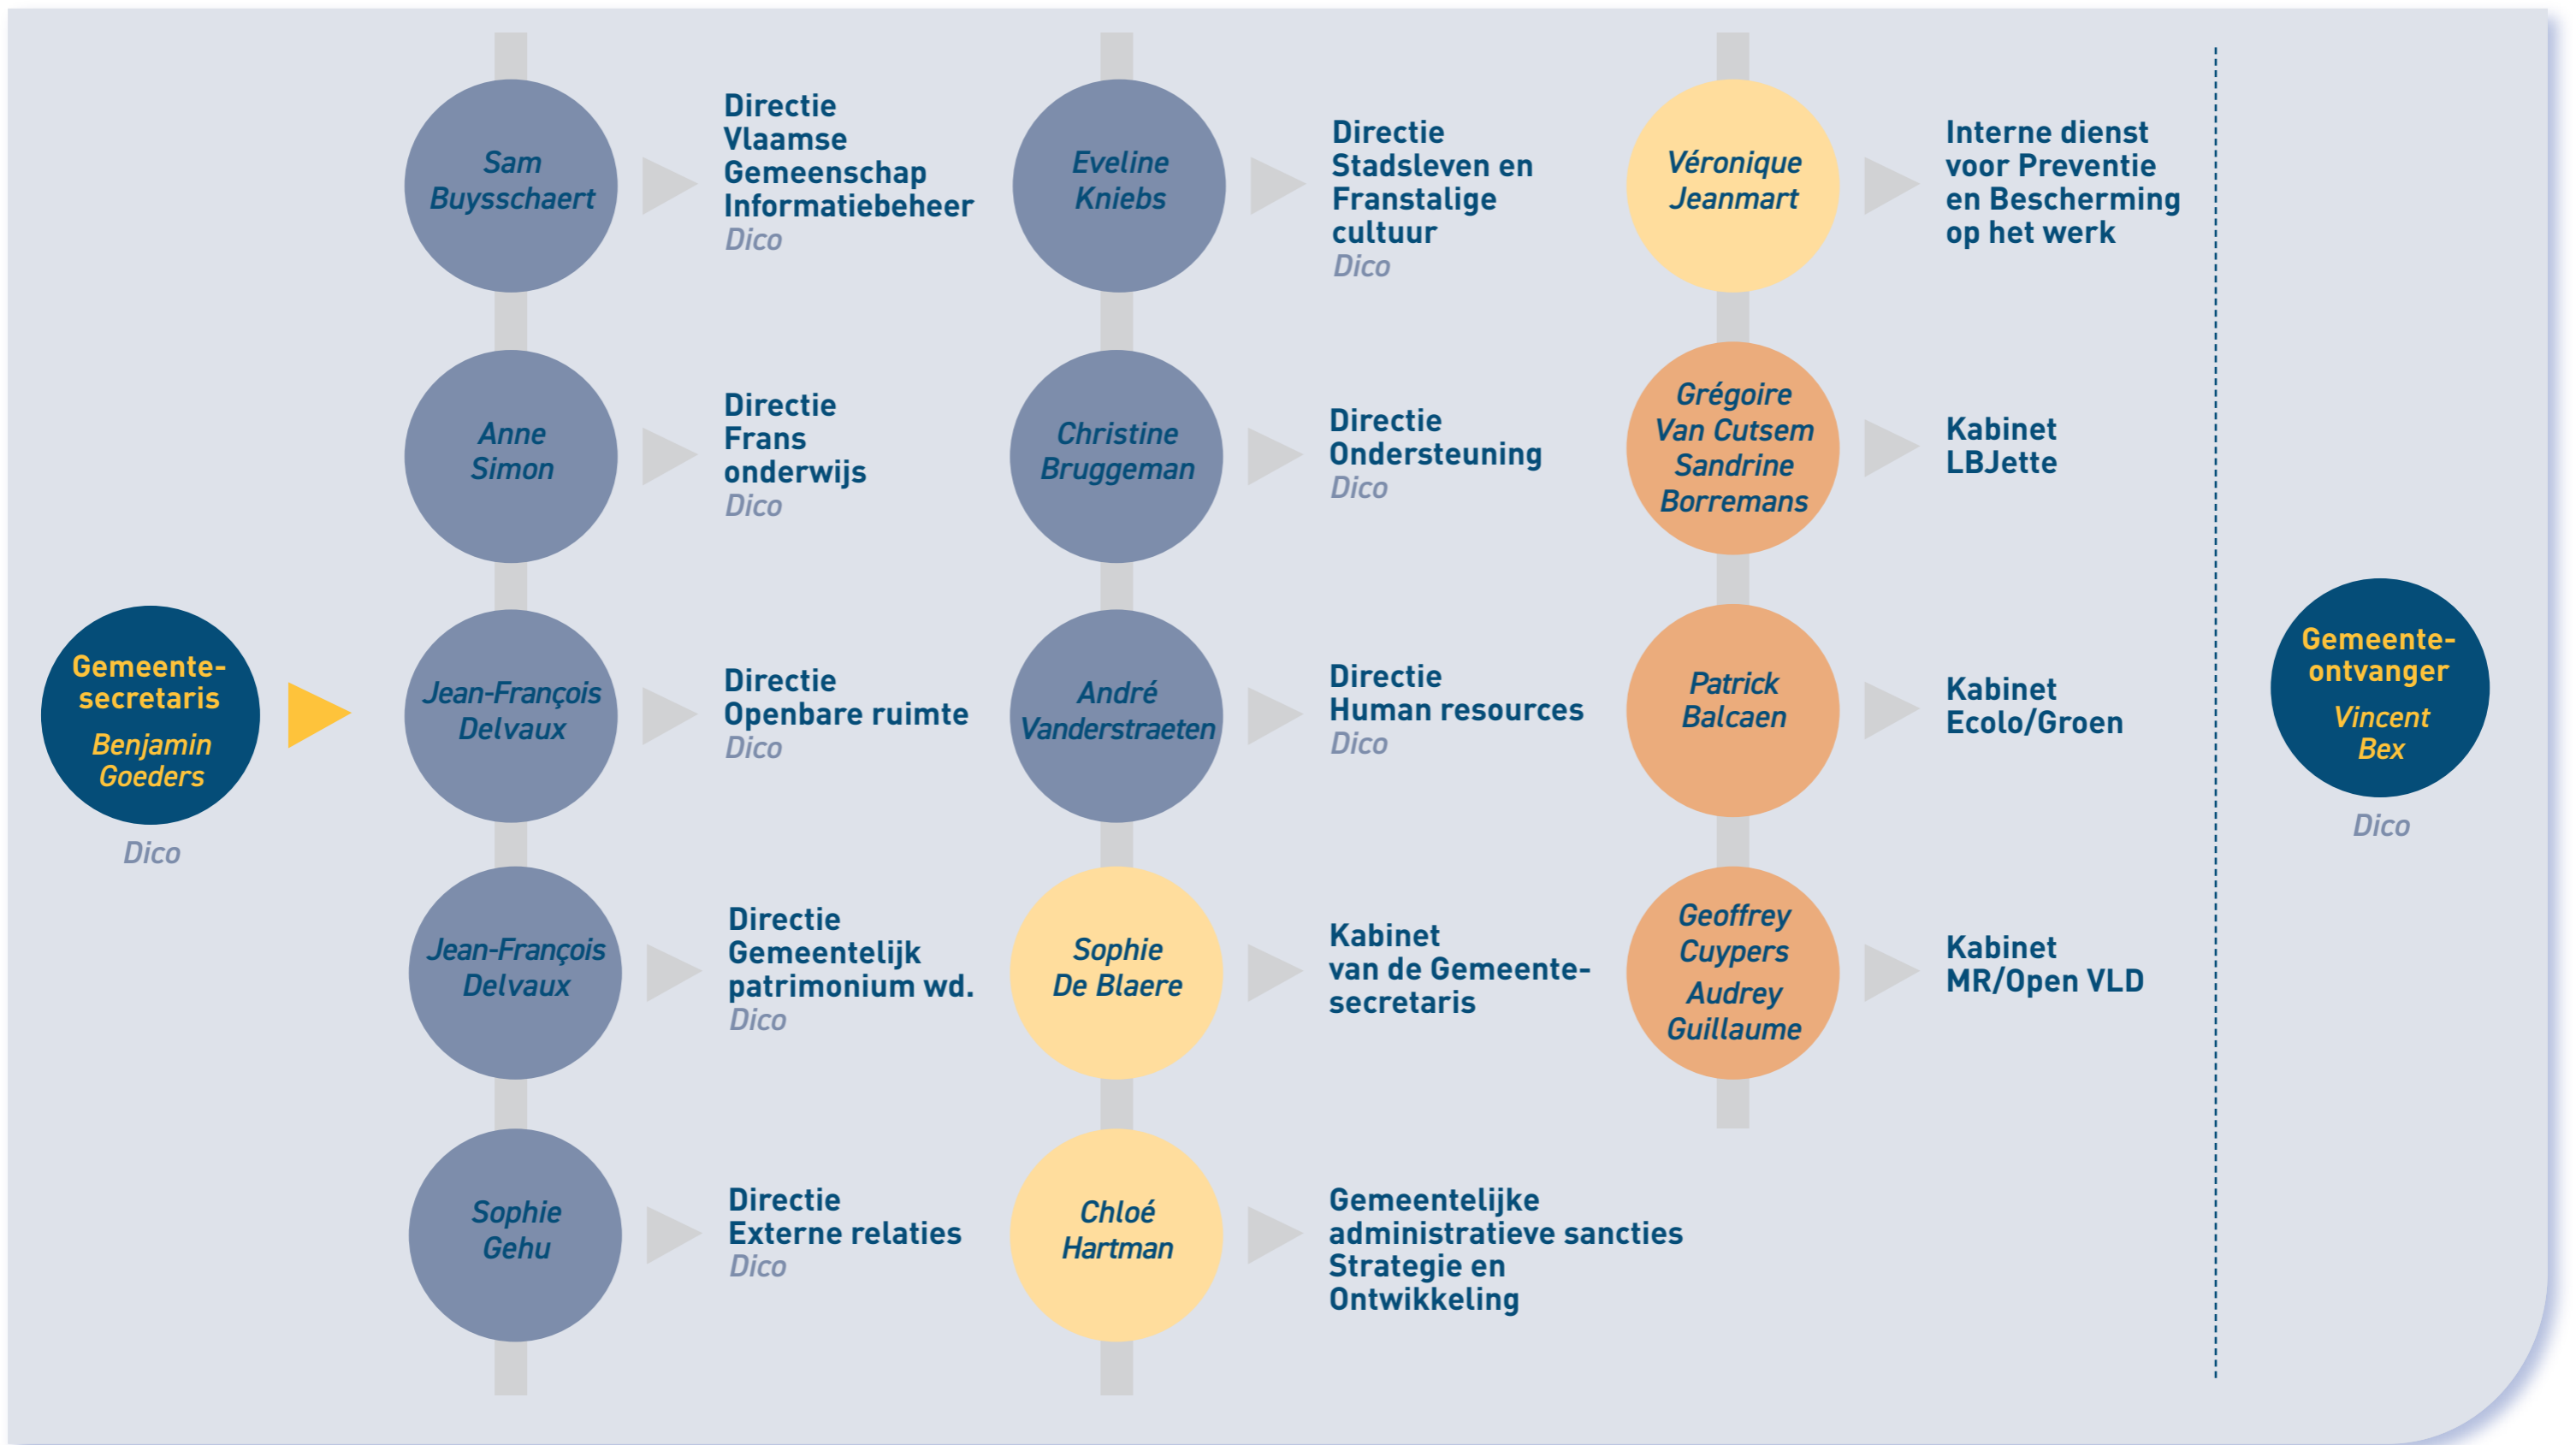 Gemeente-
secretaris
Benjamin
Goeders
Dico
Sam
Buysschaert
Directie
Vlaamse
Gemeenschap
Informatiebeheer
Dico
Anne
Simon
Directie
Frans
onderwijs
Dico
Jean-François
Delvaux
Directie
Openbare ruimte
Dico
Jean-François
Delvaux
Directie
Gemeentelijk
patrimonium wd.
Dico
Sophie
Gehu
Directie
Externe relaties
Dico
Eveline
Kniebs
Directie
Stadsleven en
Franstalige
cultuur
Dico
Christine
Bruggeman
Directie
Ondersteuning
Dico
André
Vanderstraeten
Directie
Human resources
Dico
Sophie
De Blaere
Kabinet
van de Gemeente-
secretaris
Chloé
Hartman
Gemeentelijke
administratieve sancties
Strategie en
Ontwikkeling
Véronique
Jeanmart
Interne dienst
voor Preventie
en Bescherming
op het werk
Grégoire
Van Cutsem
Sandrine
Borremans
Kabinet
LBJette
Patrick
Balcaen
Kabinet
Ecolo/Groen
Geoffrey
Cuypers
Audrey
Guillaume
Kabinet
MR/Open VLD
Gemeente-
ontvanger
Vincent
Bex
Dico